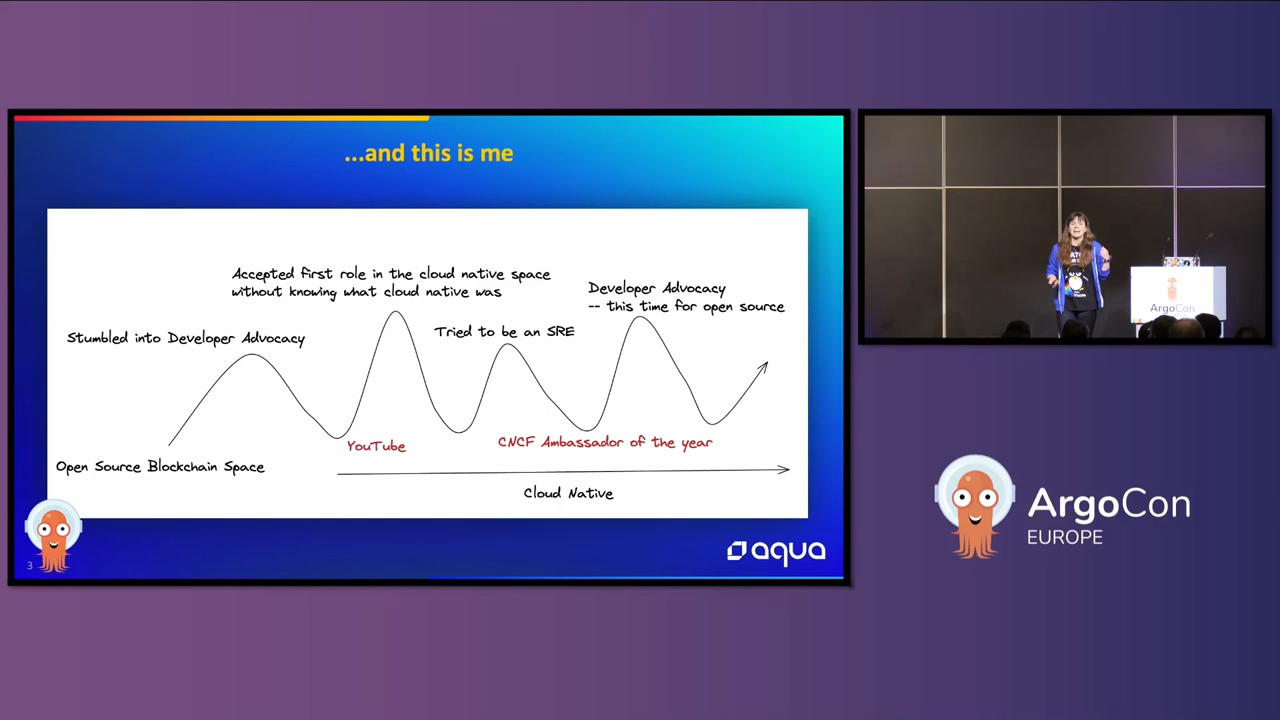 ...and this is me
Accepted first role in the cloud native space
without knowing what cloud native was
Developer Advocacy
-- this time for open source
Stumbled into Developer Advocacy
Tried to be an SRE
YouTube
CNCF Ambassador of the year
Open Source Blockchain Space
Cloud Native
3
aqua
ArgoCon
ArgoCon
EUROPE